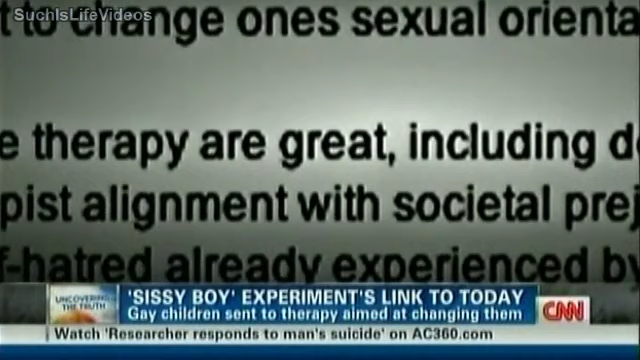 SuchIsLifeVideos
to change ones sexual orienta
e therapy are great, including d
pist alignment with societal prej
f-hatred already experienced by
UNCOVERING
THE TRUTH
'SISSY BOY' EXPERIMENT'S LINK TO TODAY
Gay children sent to therapy aimed at changing them
CNN
Watch 'Researcher responds to man's suicide' on AC360.com